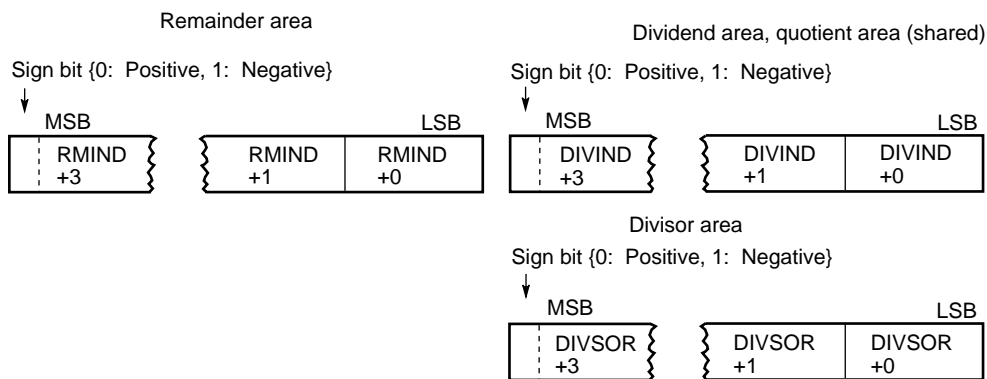 Remainder area
Sign bit {0: Positive, 1: Negative}
MSB LSB
RMIND RMIND RMIND
+3 +1 +0
Dividend area, quotient area (shared)
Sign bit {0: Positive, 1: Negative}
MSB LSB
DIVIND DIVIND DIVIND
+3 +1 +0
Divisor area
Sign bit {0: Positive, 1: Negative}
MSB LSB
DIVSOR DIVSOR DIVSOR
+3 +1 +0